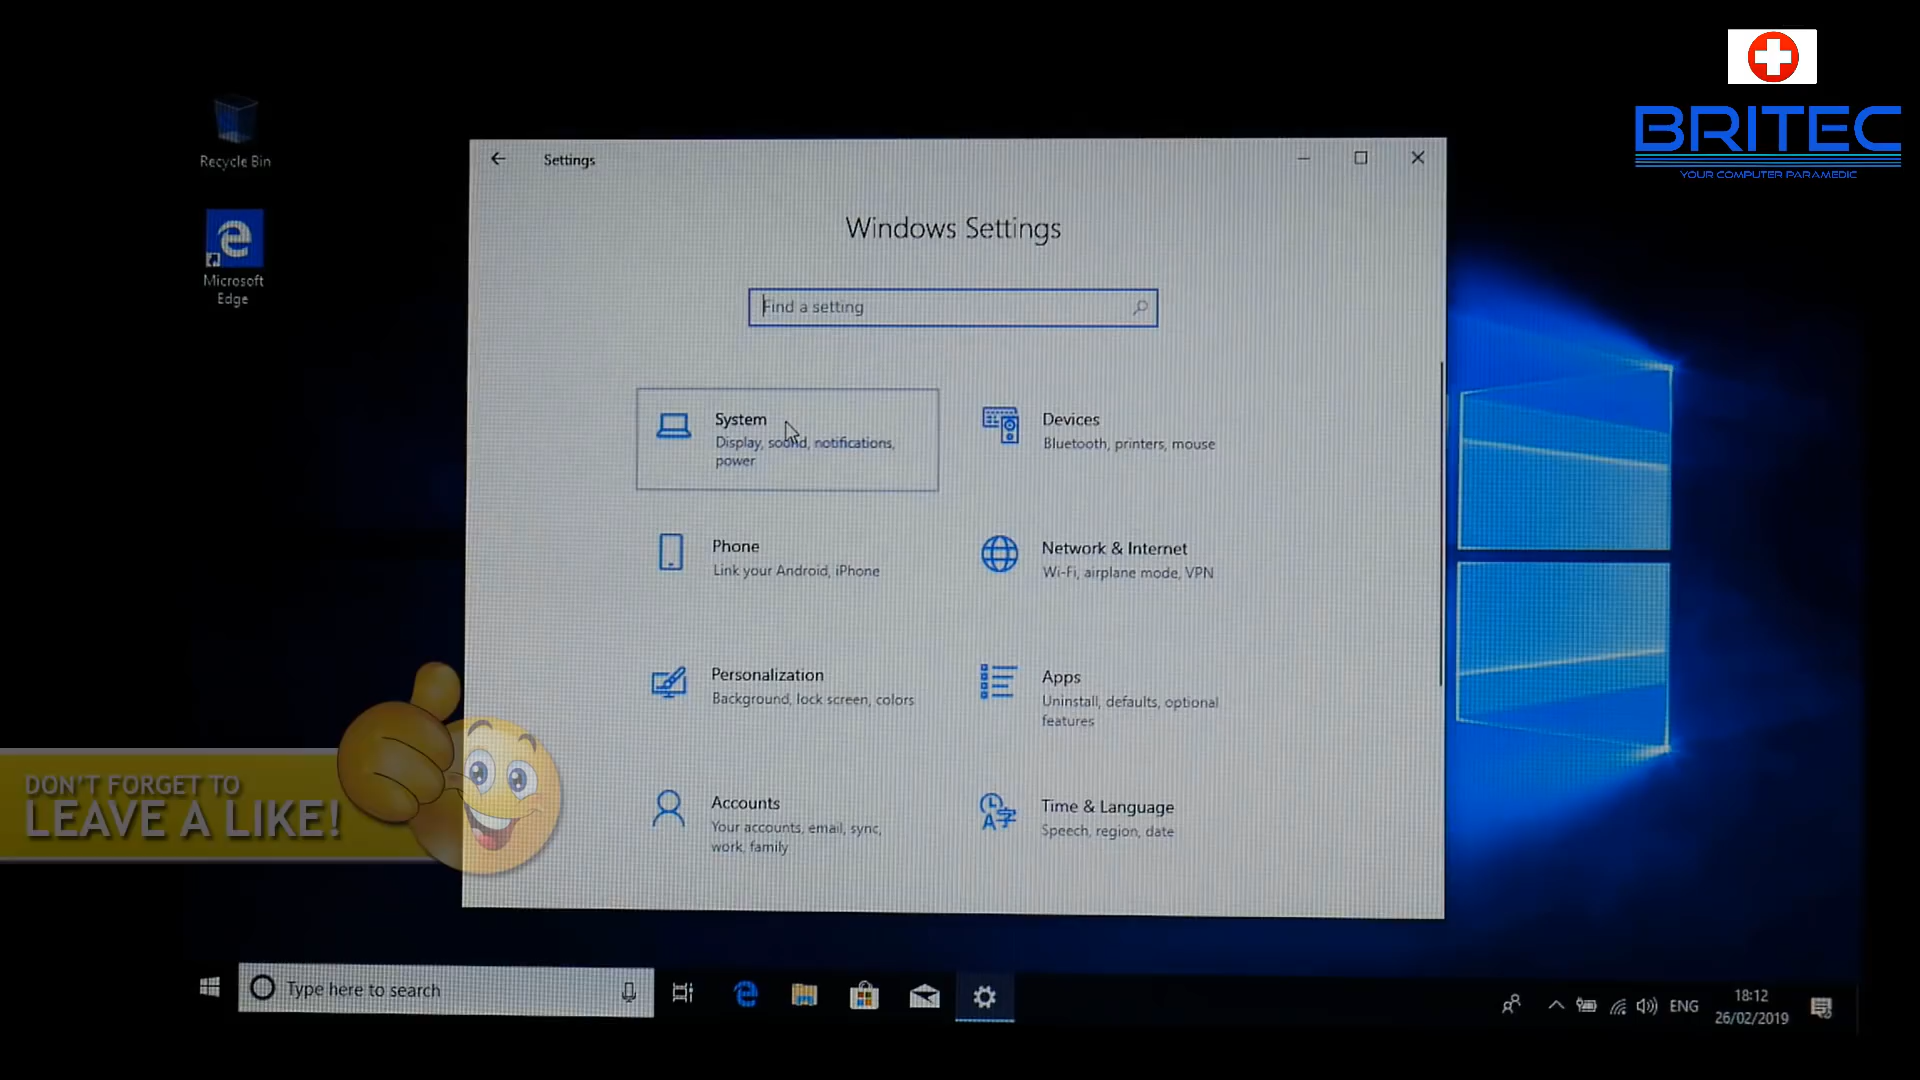 BRITEC
YOUR COMPUTER PARAMEDIC
Recycle Bin
Microsoft
Edge
Settings
Windows Settings
Find a setting
System
Display, sound, notifications,
power
Devices
Bluetooth, printers, mouse
Phone
Link your Android, iPhone
Network & Internet
Wi-Fi, airplane mode, VPN
Personalization
Background, lock screen, colors
Apps
Uninstall, defaults, optional
features
Accounts
Your accounts, email, sync,
work, family
Time & Language
Speech, region, date
DON'T FORGET TO
LEAVE A LIKE!
Type here to search
ENG
18:12
26/02/2019